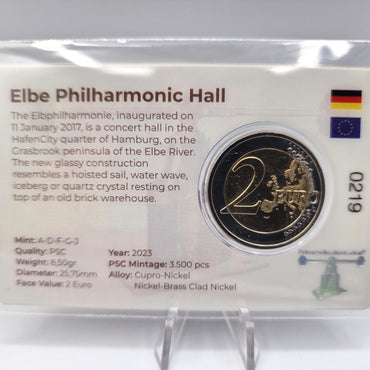 Elbe Philharmonic Hall
The Elbphilharmonie, inaugurated on
11 January 2017, is a concert hall in the
HafenCity quarter of Hamburg, on the
Grasbrook peninsula of the Elbe River.
The new glassy construction
resembles a hoisted sail, water wave,
iceberg or quartz crystal resting on
top of an old brick warehouse.
2 EURO
0219
Mint: A-D-F-G-J
Quality: PSC
Weight: 8,50gr
Diameter: 25,75mm
Face Value: 2 Euro
Year: 2023
PSC Mintage: 3.500 pcs
Alloy: Cupro-Nickel
Nickel-Brass Clad Nickel